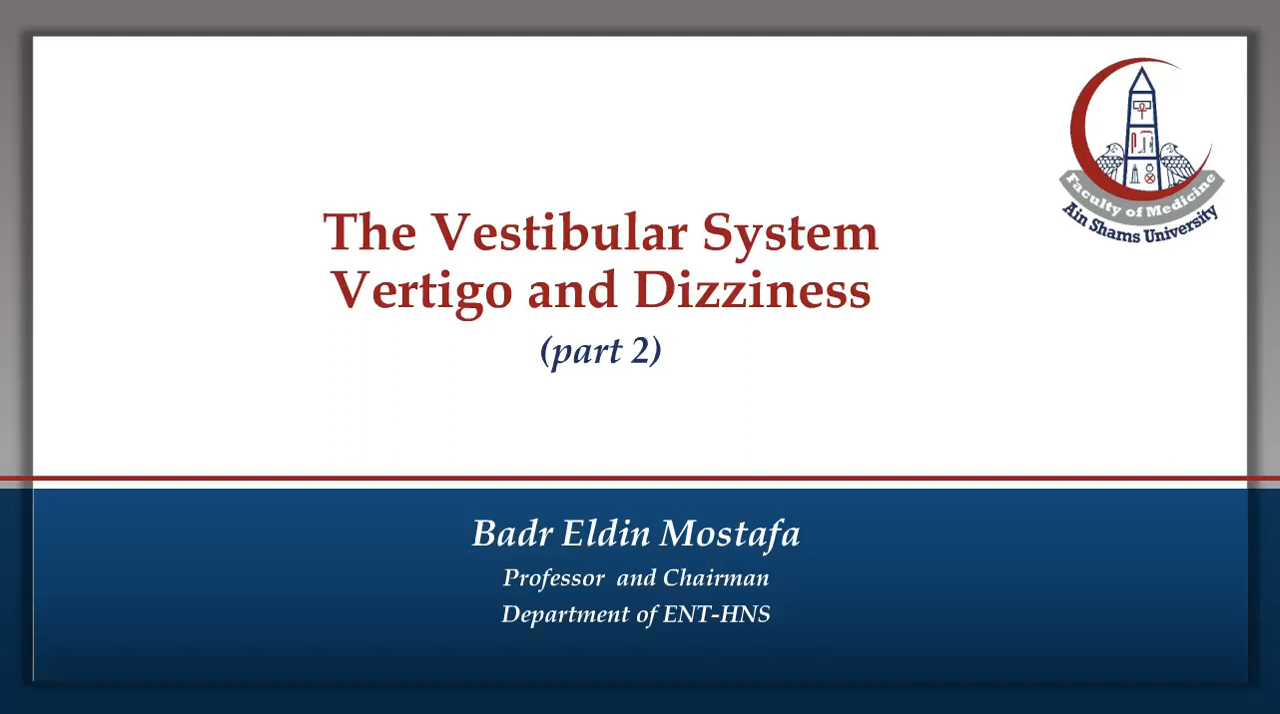 The Vestibular System
Vertigo and Dizziness
(part 2)
Faculty of Medicine
Ain Shams University
Badr Eldin Mostafa
Professor and Chairman
Department of ENT-HNS